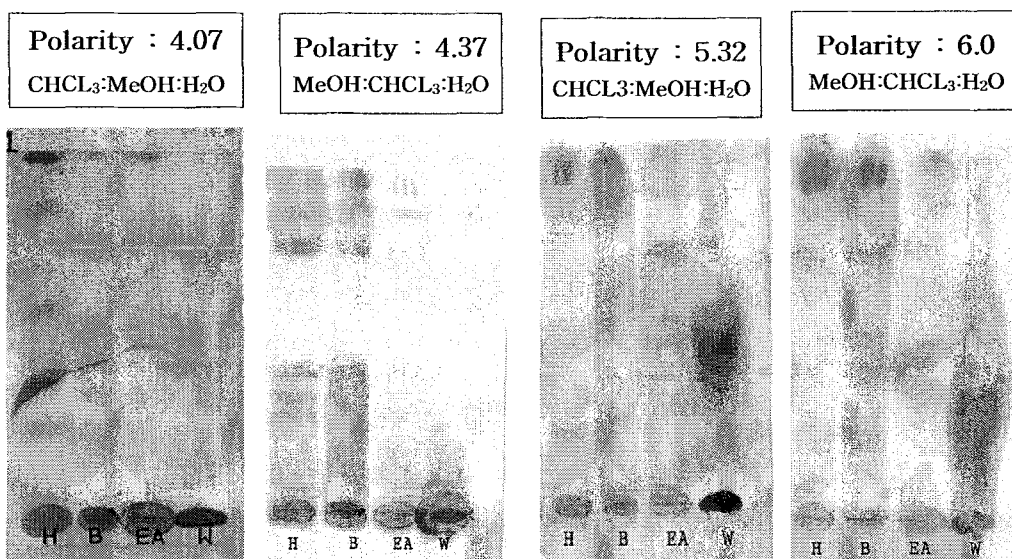 Polarity : 4.07
CHCL₃:MeOH:H₂O
Polarity : 4.37
MeOH:CHCL₃:H₂O
Polarity : 5.32
CHCL3:MeOH:H₂O
Polarity : 6.0
MeOH:CHCL₃:H₂O
L
H B EA W
H B EA W
H B EA W
H B EA W